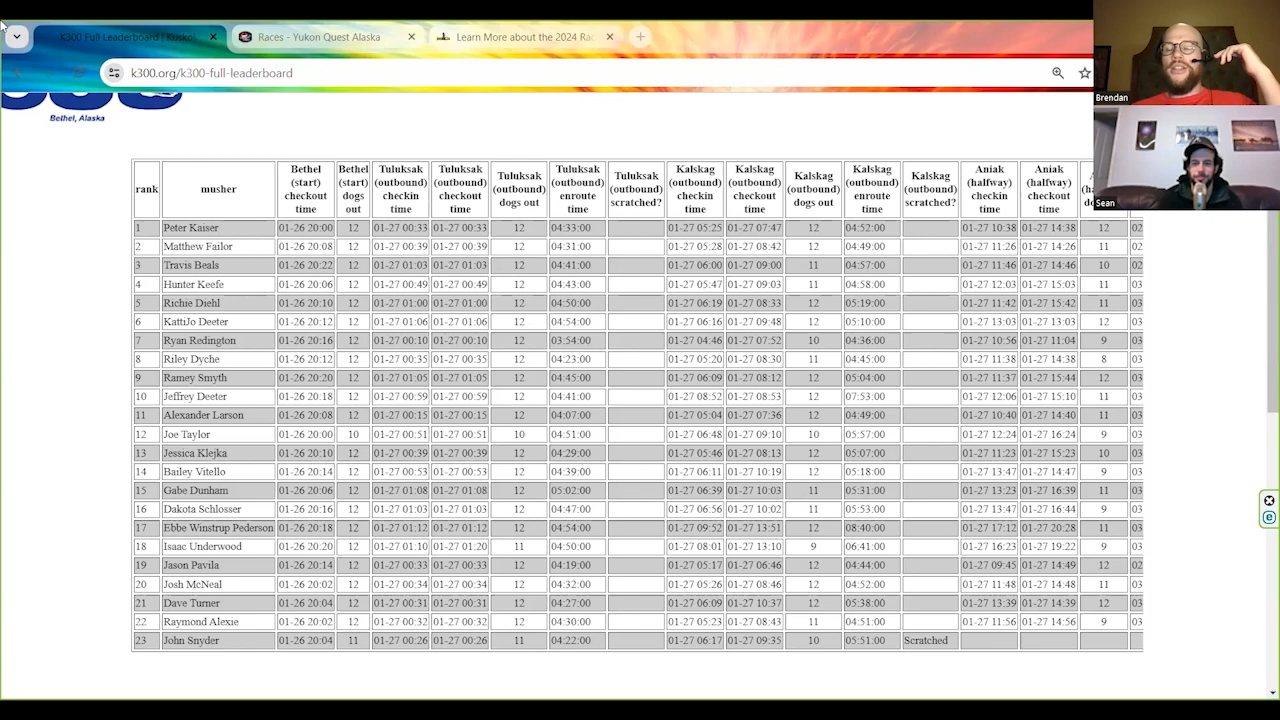 K300 Full Leaderboard | Kusko
Races - Yukon Quest Alaska
Learn More about the 2024 Rac
k300.org/k300-full-leaderboard
Brendan
Sean
Bethel, Alaska
rank musher Bethel (start) checkout time Bethel (start) dogs out Tuluksak (outbound) checkin time Tuluksak (outbound) checkout time Tuluksak (outbound) dogs out Tuluksak (outbound) enroute time Tuluksak (outbound) scratched? Kalskag (outbound) checkin time Kalskag (outbound) checkout time Kalskag (outbound) dogs out Kalskag (outbound) enroute time Kalskag (outbound) scratched? Aniak (halfway) checkin time Aniak (halfway) checkout time
1 Peter Kaiser 01-26 20:00 12 01-27 00:33 01-27 00:33 12 04:33:00 01-27 05:25 01-27 07:47 12 04:52:00 01-27 10:38 01-27 14:38 12 02
2 Matthew Failor 01-26 20:08 12 01-27 00:39 01-27 00:39 12 04:31:00 01-27 05:28 01-27 08:42 12 04:49:00 01-27 11:26 01-27 14:26 11 02
3 Travis Beals 01-26 20:22 12 01-27 01:03 01-27 01:03 12 04:41:00 01-27 06:00 01-27 09:00 11 04:57:00 01-27 11:46 01-27 14:46 10 02
4 Hunter Keefe 01-26 20:06 12 01-27 00:49 01-27 00:49 12 04:43:00 01-27 05:47 01-27 09:03 11 04:58:00 01-27 12:03 01-27 15:03 11 03
5 Richie Diehl 01-26 20:10 12 01-27 01:00 01-27 01:00 12 04:50:00 01-27 06:19 01-27 08:33 12 05:19:00 01-27 11:42 01-27 15:42 11 03
6 KattiJo Deeter 01-26 20:12 12 01-27 01:06 01-27 01:06 12 04:54:00 01-27 06:16 01-27 09:48 12 05:10:00 01-27 13:03 01-27 13:03 12 03
7 Ryan Redington 01-26 20:16 12 01-27 00:10 01-27 00:10 12 03:54:00 01-27 04:46 01-27 07:52 10 04:36:00 01-27 10:56 01-27 11:04 9 03
8 Riley Dyche 01-26 20:12 12 01-27 00:35 01-27 00:35 12 04:23:00 01-27 05:20 01-27 08:30 11 04:45:00 01-27 11:38 01-27 14:38 8 03
9 Ramey Smyth 01-26 20:20 12 01-27 01:05 01-27 01:05 12 04:45:00 01-27 06:09 01-27 08:12 12 05:04:00 01-27 11:37 01-27 15:44 12 03
10 Jeffrey Deeter 01-26 20:18 12 01-27 00:59 01-27 00:59 12 04:41:00 01-27 08:52 01-27 08:53 12 07:53:00 01-27 12:06 01-27 15:10 11 03
11 Alexander Larson 01-26 20:08 12 01-27 00:15 01-27 00:15 12 04:07:00 01-27 05:04 01-27 07:36 12 04:49:00 01-27 10:40 01-27 14:40 11 03
12 Joe Taylor 01-26 20:00 10 01-27 00:51 01-27 00:51 10 04:51:00 01-27 06:48 01-27 09:10 10 05:57:00 01-27 12:24 01-27 16:24 9 03
13 Jessica Klejka 01-26 20:10 12 01-27 00:39 01-27 00:39 12 04:29:00 01-27 05:46 01-27 08:13 12 05:07:00 01-27 11:23 01-27 15:23 10 03
14 Bailey Vitello 01-26 20:14 12 01-27 00:53 01-27 00:53 12 04:39:00 01-27 06:11 01-27 10:19 12 05:18:00 01-27 13:47 01-27 14:47 9 03
15 Gabe Dunham 01-26 20:06 12 01-27 01:08 01-27 01:08 12 05:02:00 01-27 06:39 01-27 10:03 11 05:31:00 01-27 13:23 01-27 16:39 11 03
16 Dakota Schlosser 01-26 20:16 12 01-27 01:03 01-27 01:03 12 04:47:00 01-27 06:56 01-27 10:02 11 05:53:00 01-27 13:47 01-27 16:44 9 03
17 Ebbe Winstrup Pederson 01-26 20:18 12 01-27 01:12 01-27 01:12 12 04:54:00 01-27 09:52 01-27 13:51 12 08:40:00 01-27 17:12 01-27 20:28 11 03
18 Isaac Underwood 01-26 20:20 12 01-27 01:10 01-27 01:20 11 04:50:00 01-27 08:01 01-27 13:10 9 06:41:00 01-27 16:23 01-27 19:22 9 03
19 Jason Pavila 01-26 20:14 12 01-27 00:33 01-27 00:33 12 04:19:00 01-27 05:17 01-27 06:46 12 04:44:00 01-27 09:45 01-27 14:49 12 02
20 Josh McNeal 01-26 20:02 12 01-27 00:34 01-27 00:34 12 04:32:00 01-27 05:26 01-27 08:46 12 04:52:00 01-27 11:48 01-27 14:48 11 03
21 Dave Turner 01-26 20:04 12 01-27 00:31 01-27 00:31 12 04:27:00 01-27 06:09 01-27 10:37 12 05:38:00 01-27 13:39 01-27 14:39 12 03
22 Raymond Alexie 01-26 20:02 12 01-27 00:32 01-27 00:32 12 04:30:00 01-27 05:23 01-27 08:43 11 04:51:00 01-27 11:56 01-27 14:56 9 03
23 John Snyder 01-26 20:04 11 01-27 00:26 01-27 00:26 11 04:22:00 01-27 06:17 01-27 09:35 10 05:51:00 Scratched